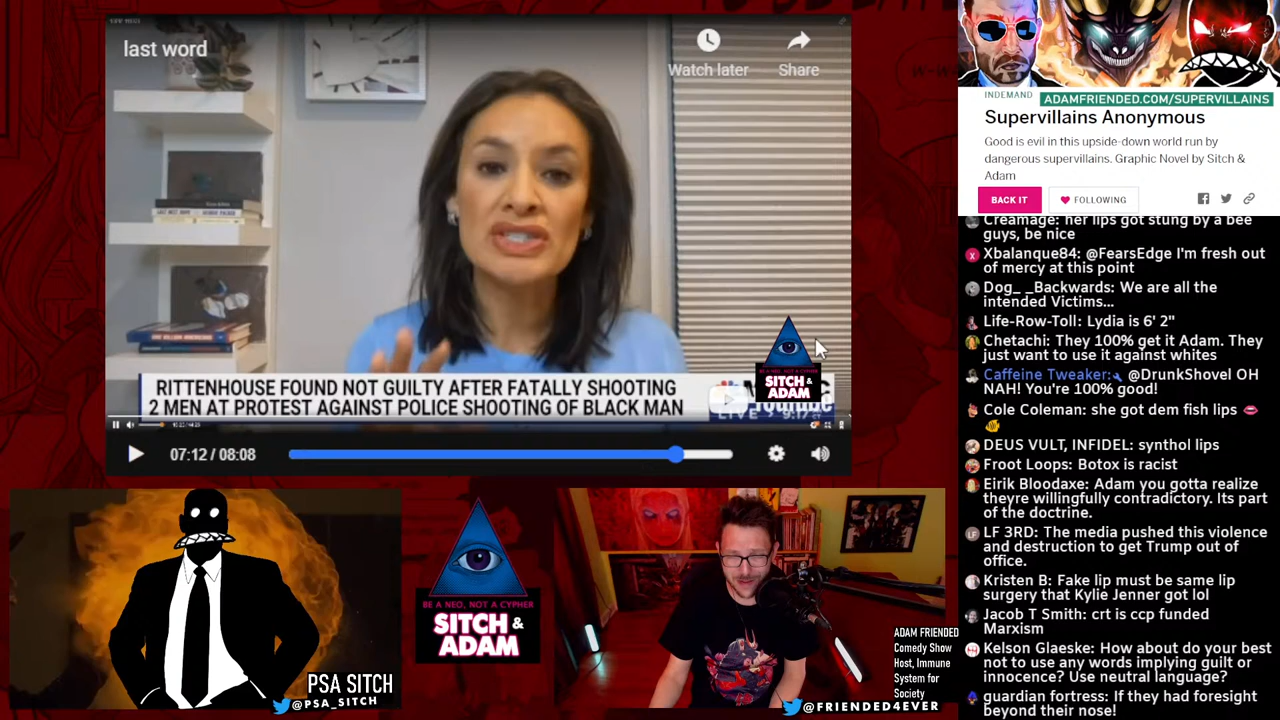 last word
Watch later
Share
RITTENHOUSE FOUND NOT GUILTY AFTER FATALLY SHOOTING
2 MEN AT PROTEST AGAINST POLICE SHOOTING OF BLACK MAN
SITCH &
ADAM
07:12 / 08:08
PSA SITCH
@PSA_SITCH
BE A NEO, NOT A CYPHER
SITCH &
ADAM
ADAM FRIENDED
Comedy Show
Host, Immune
System for
Society
@FRIENDED4EVER
INDEMAND
ADAMFRIENDED.COM/SUPERVILLAINS
Supervillains Anonymous
Good is evil in this upside-down world run by
dangerous supervillains. Graphic Novel by Sitch &
Adam
BACK IT
FOLLOWING
Creamage: her lips got stung by a bee
guys, be nice
Xbalanque84: @FearsEdge I'm fresh out
of mercy at this point
Dog_ _Backwards: We are all the
intended Victims...
Life-Row-Toll: Lydia is 6' 2"
Chetachi: They 100% get it Adam. They
just want to use it against whites
Caffeine Tweaker: @DrunkShovel OH
NAH! You're 100% good!
Cole Coleman: she got dem fish lips
DEUS VULT, INFIDEL: synthol lips
Froot Loops: Botox is racist
Eirik Bloodaxe: Adam you gotta realize
theyre willingfully contradictory. Its part
of the doctrine.
LF 3RD: The media pushed this violence
and destruction to get Trump out of
office.
Kristen B: Fake lip must be same lip
surgery that Kylie Jenner got lol
Jacob T Smith: crt is ccp funded
Marxism
Kelson Glaeske: How about do your best
not to use any words implying guilt or
innocence? Use neutral language?
guardian fortress: If they had foresight
beyond their nose!